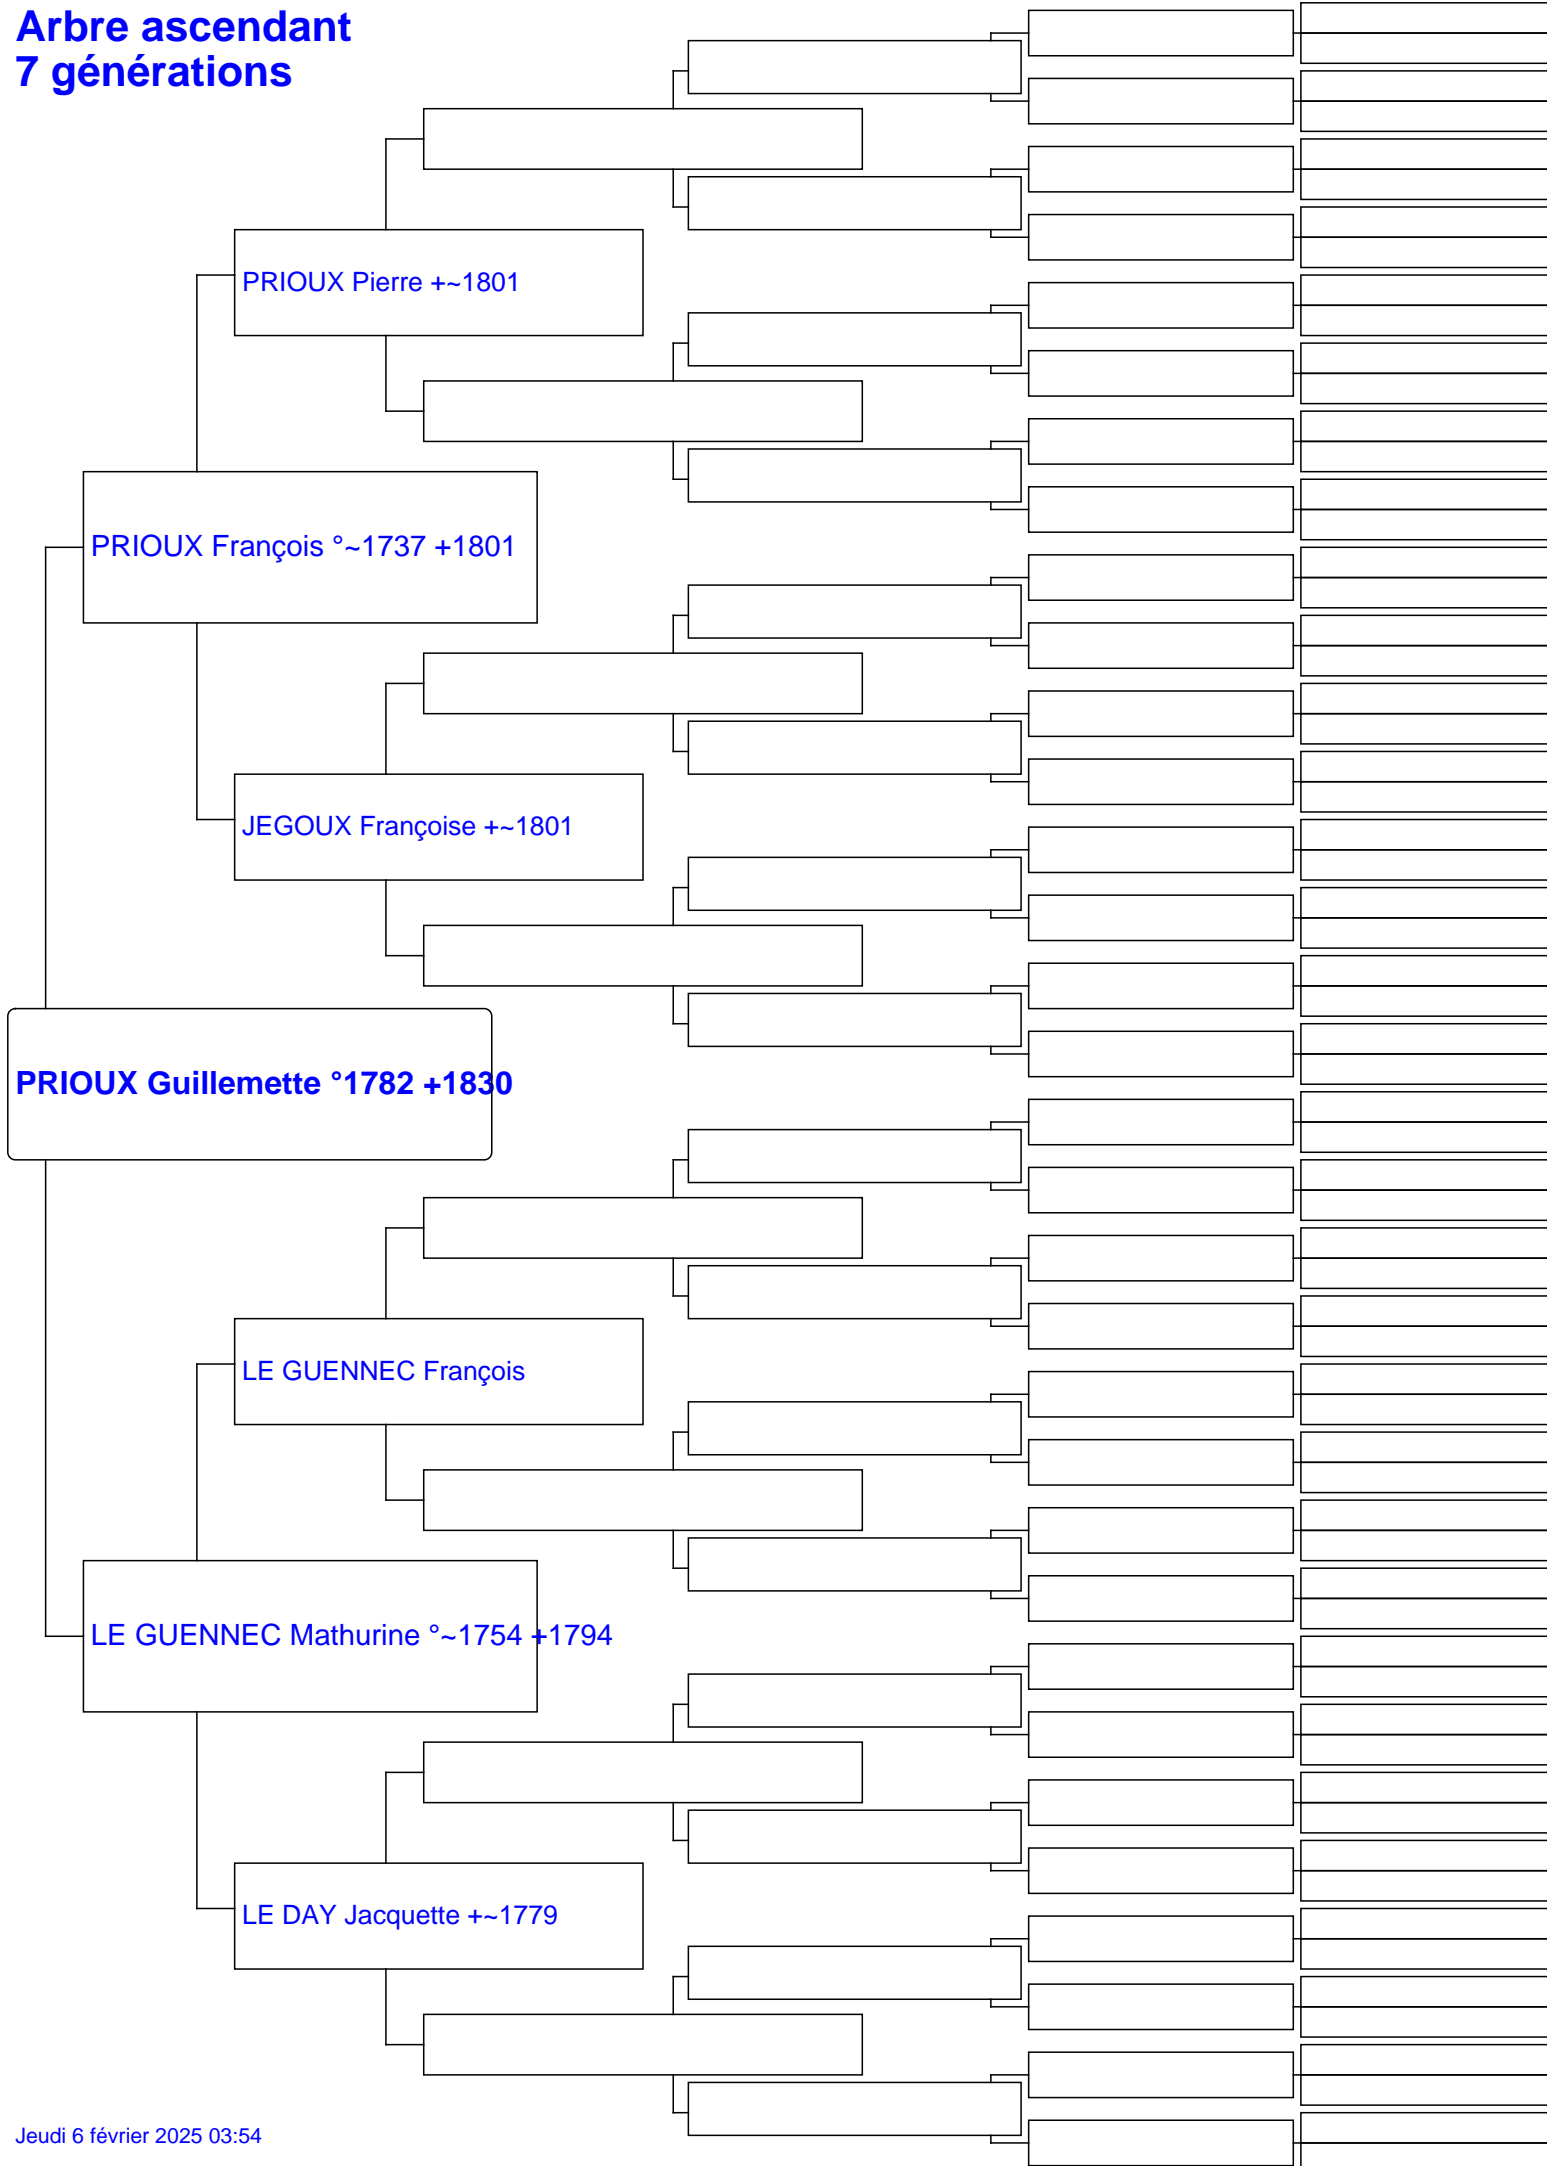 Arbre ascendant
7 générations
PRIOUX Pierre +~1801
PRIOUX François °~1737 +1801
JEGOUX Françoise +~1801
PRIOUX Guillemette °1782 +1830
LE GUENNEC François
LE GUENNEC Mathurine °~1754 +1794
LE DAY Jacquette +~1779
Jeudi 6 février 2025 03:54